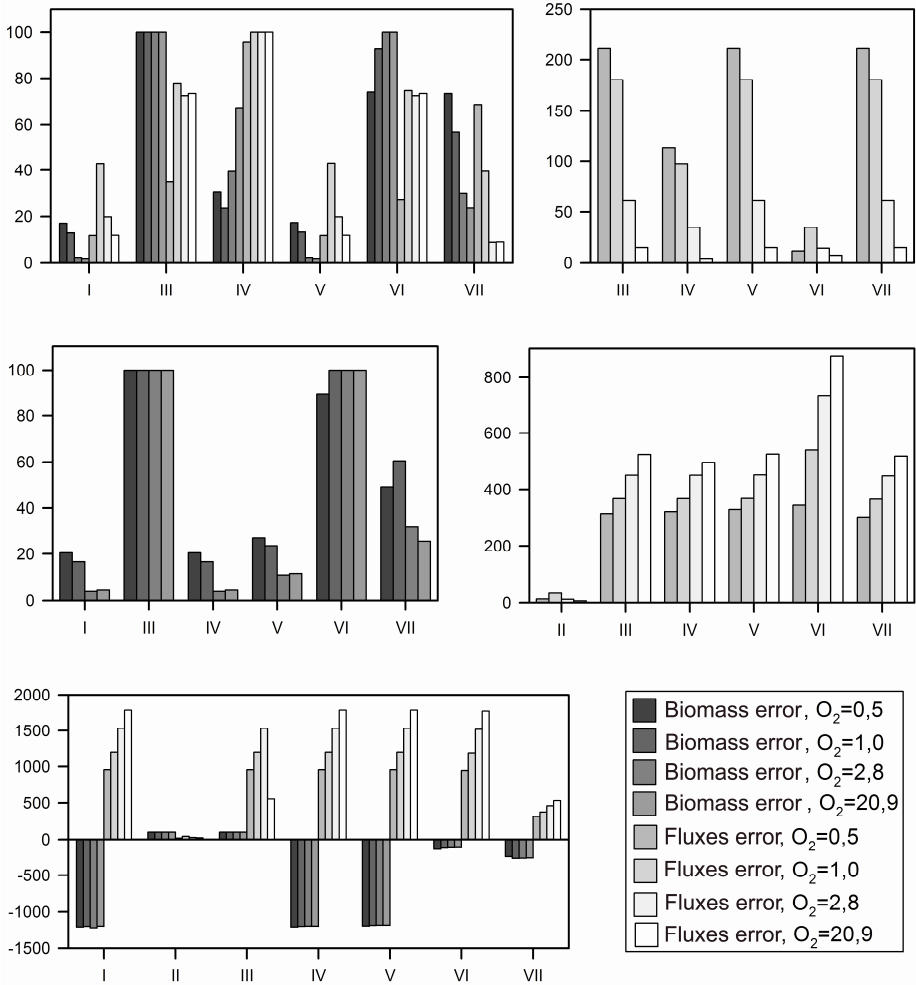 100
80
60
40
20
0
I III IV V VI VII
250
200
150
100
50
0
III IV V VI VII
100
80
60
40
20
0
I III IV V VI VII
800
600
400
200
0
II III IV V VI VII
2000
1500
1000
500
0
-500
-1000
-1500
I II III IV V VI VII
Biomass error, O2=0,5
Biomass error, O2=1,0
Biomass error, O2=2,8
Biomass error, O2=20,9
Fluxes error, O2=0,5
Fluxes error, O2=1,0
Fluxes error, O2=2,8
Fluxes error, O2=20,9